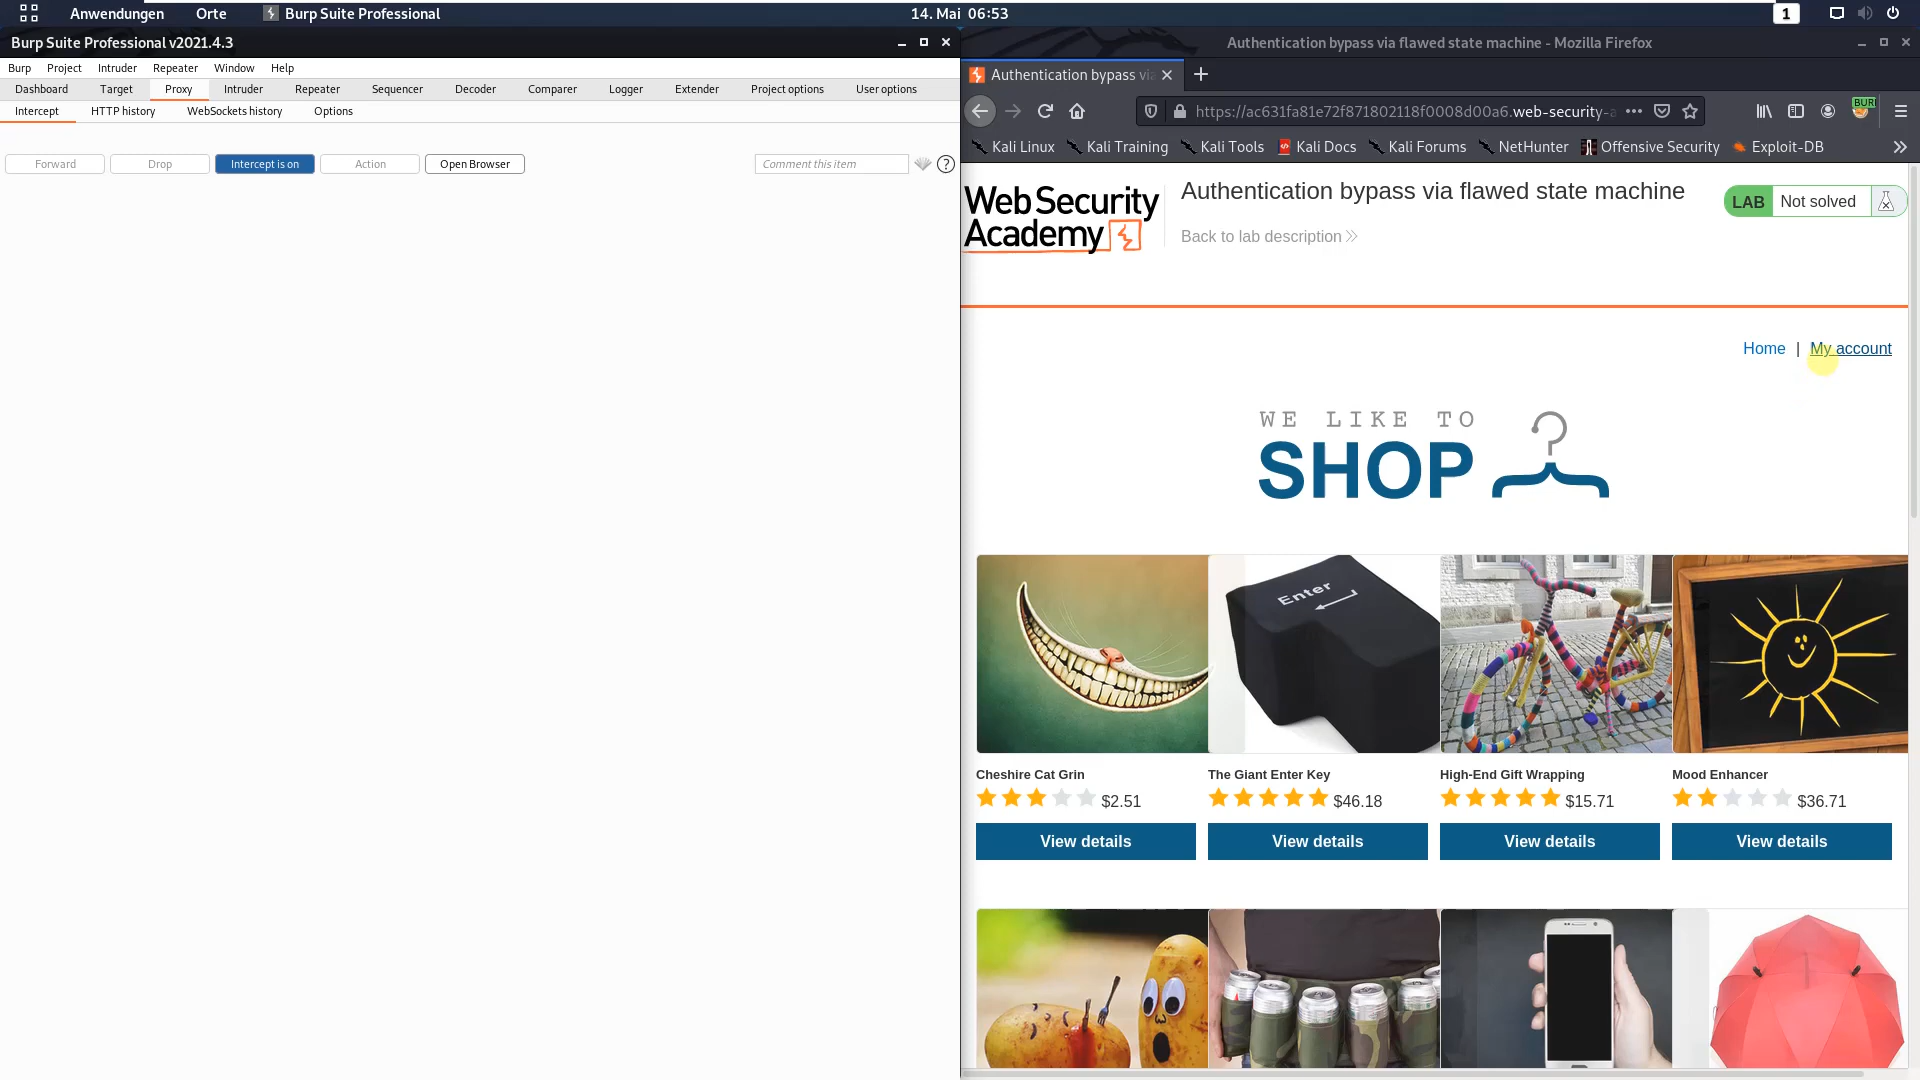 Anwendungen Orte Burp Suite Professional 14. Mai 06:53 1
Burp Suite Professional v2021.4.3
Burp Project Intruder Repeater Window Help
Dashboard Target Proxy Intruder Repeater Sequencer Decoder Comparer Logger Extender Project options User options
Intercept HTTP history WebSockets history Options
Forward Drop Intercept is on Action Open Browser Comment this item ?
Authentication bypass via flawed state machine - Mozilla Firefox
Authentication bypass via
https://ac631fa81e72f871802118f0008d00a6.web-security-a
BURP
Kali Linux Kali Training Kali Tools Kali Docs Kali Forums NetHunter Offensive Security Exploit-DB
Web Security
Academy
Authentication bypass via flawed state machine
Back to lab description
LAB Not solved
Home | My account
WE LIKE TO
SHOP
Enter
Cheshire Cat Grin The Giant Enter Key High-End Gift Wrapping Mood Enhancer
$2.51 $46.18 $15.71 $36.71
View details View details View details View details